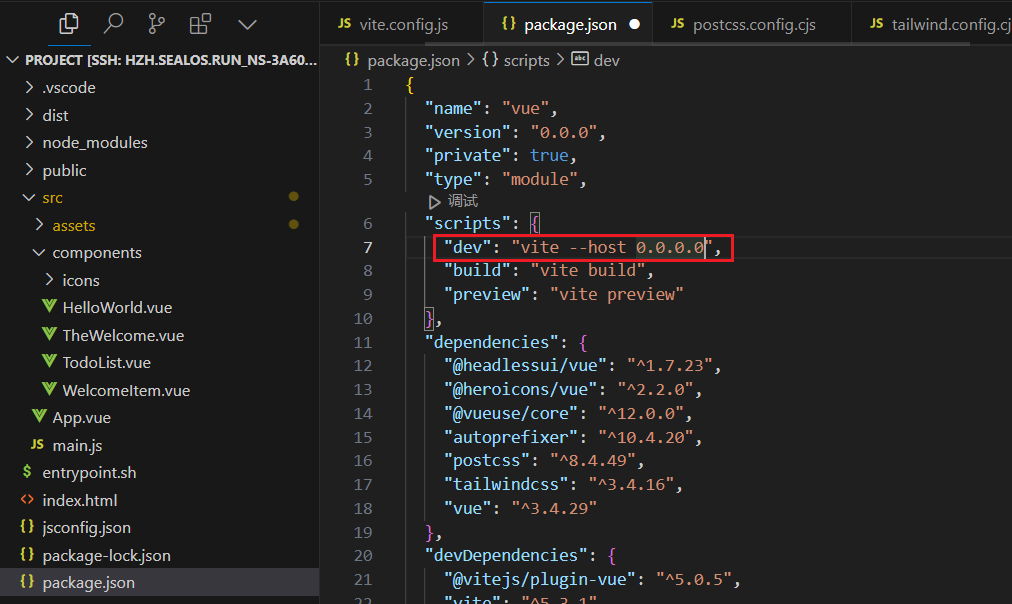 vite.config.js
package.json
postcss.config.cjs
tailwind.config.cj
PROJECT [SSH: HZH.SEALOS.RUN_NS-3A60...
.vscode
dist
node_modules
public
src
assets
components
icons
HelloWorld.vue
TheWelcome.vue
TodoList.vue
WelcomeItem.vue
App.vue
JS main.js
$ entrypoint.sh
<> index.html
{} jsconfig.json
{} package-lock.json
{} package.json
{} package.json > {} scripts > abc dev
1 {
2 "name": "vue",
3 "version": "0.0.0",
4 "private": true,
5 "type": "module",
调试
6 "scripts": {
7 "dev": "vite --host 0.0.0.0",
8 "build": "vite build",
9 "preview": "vite preview"
10 },
11 "dependencies": {
12 "@headlessui/vue": "^1.7.23",
13 "@heroicons/vue": "^2.2.0",
14 "@vueuse/core": "^12.0.0",
15 "autoprefixer": "^10.4.20",
16 "postcss": "^8.4.49",
17 "tailwindcss": "^3.4.16",
18 "vue": "^3.4.29"
19 },
20 "devDependencies": {
21 "@vitejs/plugin-vue": "^5.0.5",
22 "vite": "^5.3.1"